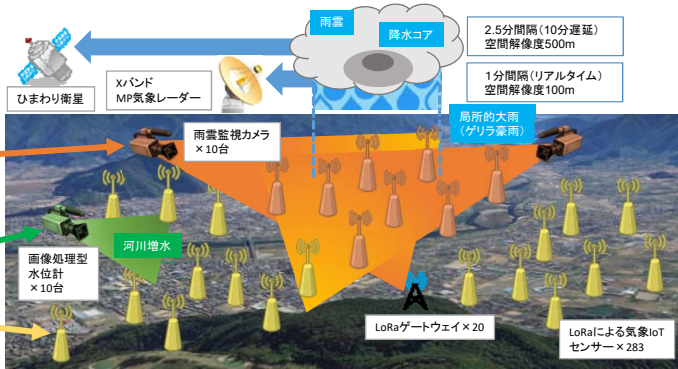 雨雲
降水コア
2.5分間隔(10分遅延)
空間解像度500m
ひまわり衛星
Xバンド
MP気象レーダー
1分間隔(リアルタイム)
空間解像度100m
局所的大雨
(ゲリラ豪雨)
雨雲監視カメラ
×10台
河川増水
画像処理型
水位計
×10台
LoRaゲートウェイ×20
LoRaによる気象IoT
センサー×283